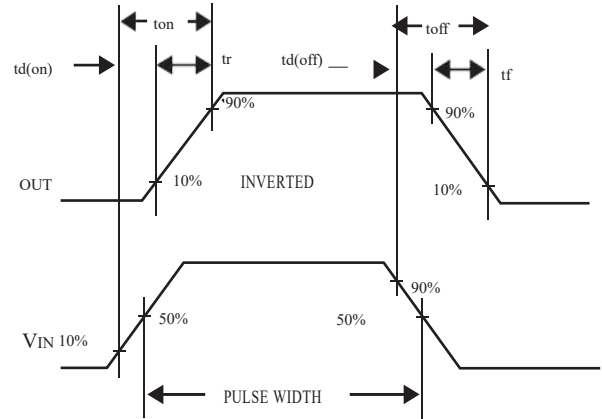 ton
toff
td(on)
tr
td(off)
tf
90%
90%
OUT
10%
INVERTED
10%
90%
50%
50%
VIN 10%
PULSE WIDTH